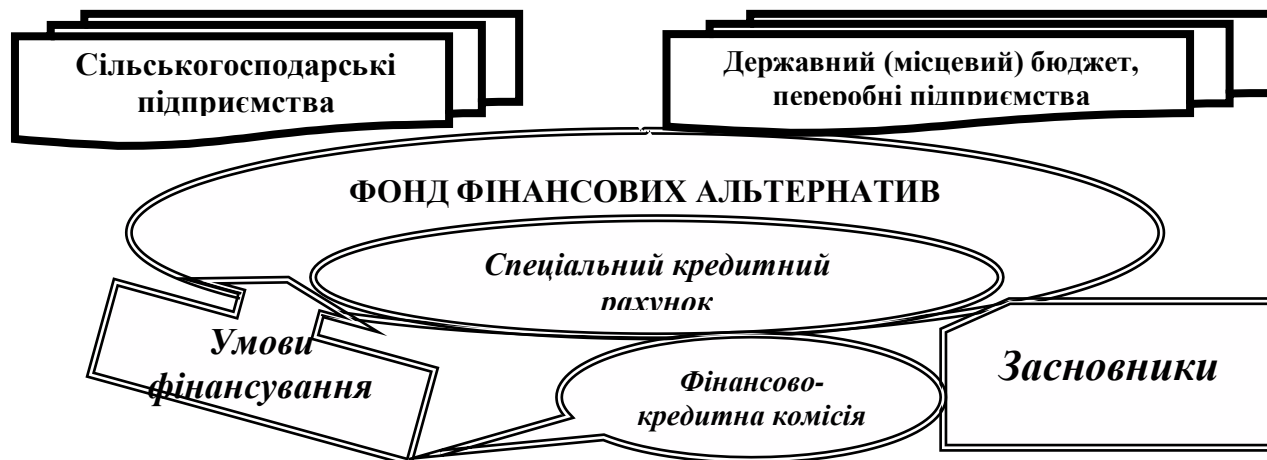 Сільськогосподарські
підприємства
Державний (місцевий) бюджет,
переробні підприємства
ФОНД ФІНАНСОВИХ АЛЬТЕРНАТИВ
Спеціальний кредитний
рахунок
Умови
фінансування
Фінансово-
кредитна комісія
Засновники